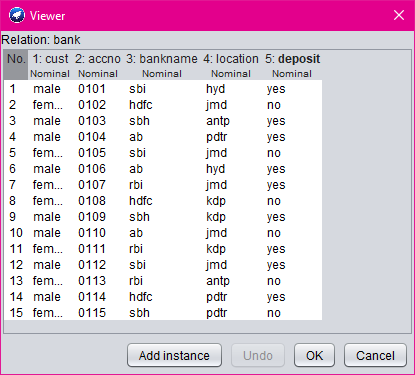 Viewer
Relation: bank
No. 1: cust 2: accno 3: bankname 4: location 5: deposit
Nominal Nominal Nominal Nominal Nominal
1 male 0101 sbi hyd yes
2 fem... 0102 hdfc jmd no
3 male 0103 sbh antp yes
4 male 0104 ab pdtr yes
5 fem... 0105 sbi jmd no
6 male 0106 ab hyd yes
7 fem... 0107 rbi jmd yes
8 fem... 0108 hdfc kdp no
9 male 0109 sbh kdp yes
10 male 0110 ab jmd no
11 fem... 0111 rbi kdp yes
12 male 0112 sbi jmd yes
13 fem... 0113 rbi antp no
14 male 0114 hdfc pdtr yes
15 fem... 0115 sbh pdtr no
Add instance Undo OK Cancel